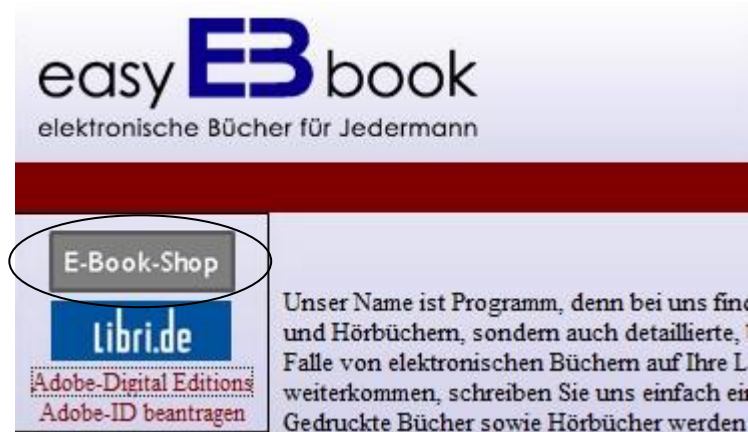 easy EB book
elektronische Bücher für Jedermann
E-Book-Shop
Libri.de
Adobe-Digital Editions
Adobe-ID beantragen
Unser Name ist Programm, denn bei uns
und Hörbüchern, sondern auch detaillierte,
Falle von elektronischen Büchern auf Ihre
weiterkommen, schreiben Sie uns einfach
Gedruckte Bücher sowie Hörbücher werden